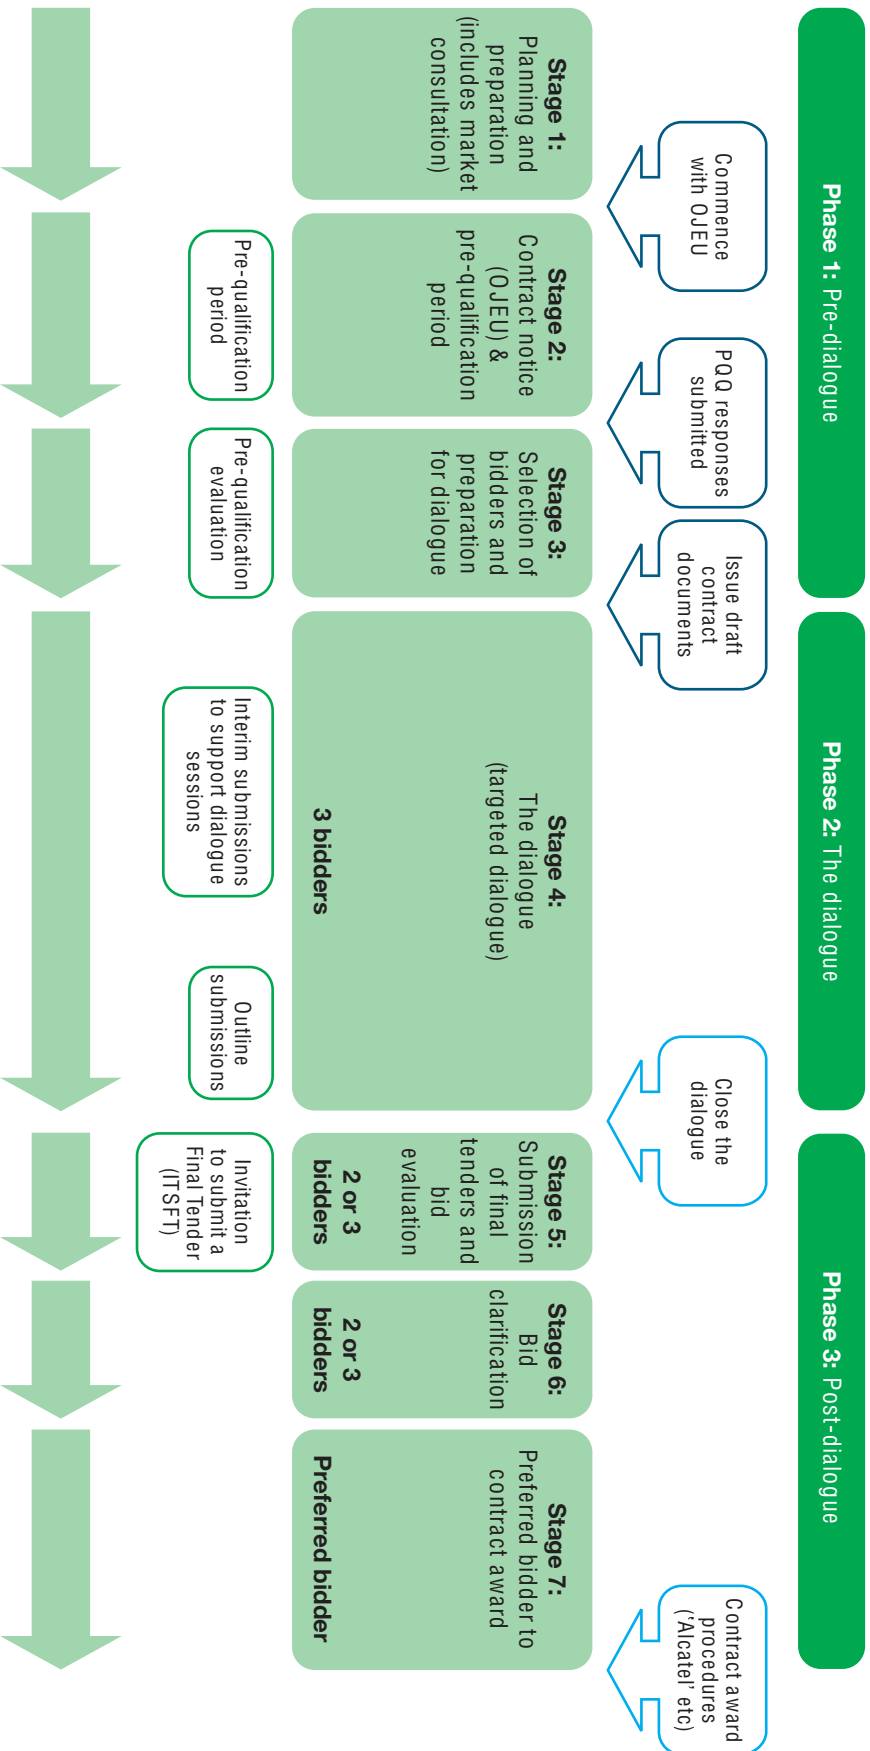 Phase 1: Pre-dialogue
Phase 2: The dialogue
Phase 3: Post-dialogue
Commence
with OJEU
PQQ responses
submitted
Issue draft
contract
documents
Close the
dialogue
Contract award
procedures
('Alcatel' etc)
Stage 1:
Planning and
preparation
(includes market
consultation)
Stage 2:
Contract notice
(OJEU) &
pre-qualification
period
Stage 3:
Selection of
bidders and
preparation
for dialogue
Stage 4:
The dialogue
(targeted dialogue)
3 bidders
Stage 5:
Submission
of final
tenders and
bid
evaluation
2 or 3
bidders
Stage 6:
Bid
clarification
2 or 3
bidders
Stage 7:
Preferred bidder to
contract award
Preferred bidder
Pre-qualification
period
Pre-qualification
evaluation
Interim submissions
to support dialogue
sessions
Outline
submissions
Invitation
to submit a
Final Tender
(ITSFT)